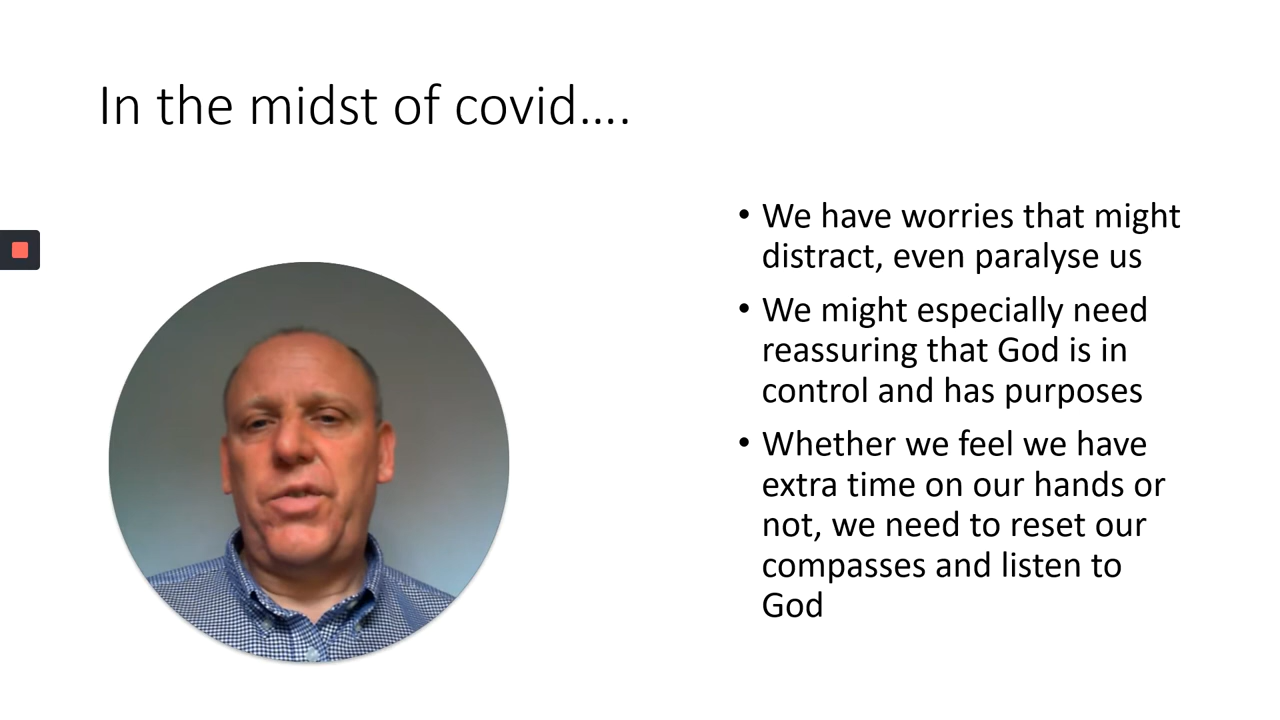 In the midst of covid….
• We have worries that might
distract, even paralyse us
• We might especially need
reassuring that God is in
control and has purposes
• Whether we feel we have
extra time on our hands or
not, we need to reset our
compasses and listen to
God